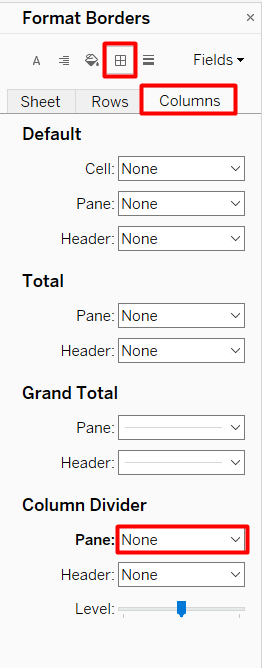 Format Borders ×
A Fields
Sheet Rows Columns
Default
Cell: None
Pane: None
Header: None
Total
Pane: None
Header: None
Grand Total
Pane:
Header:
Column Divider
Pane: None
Header: None
Level: